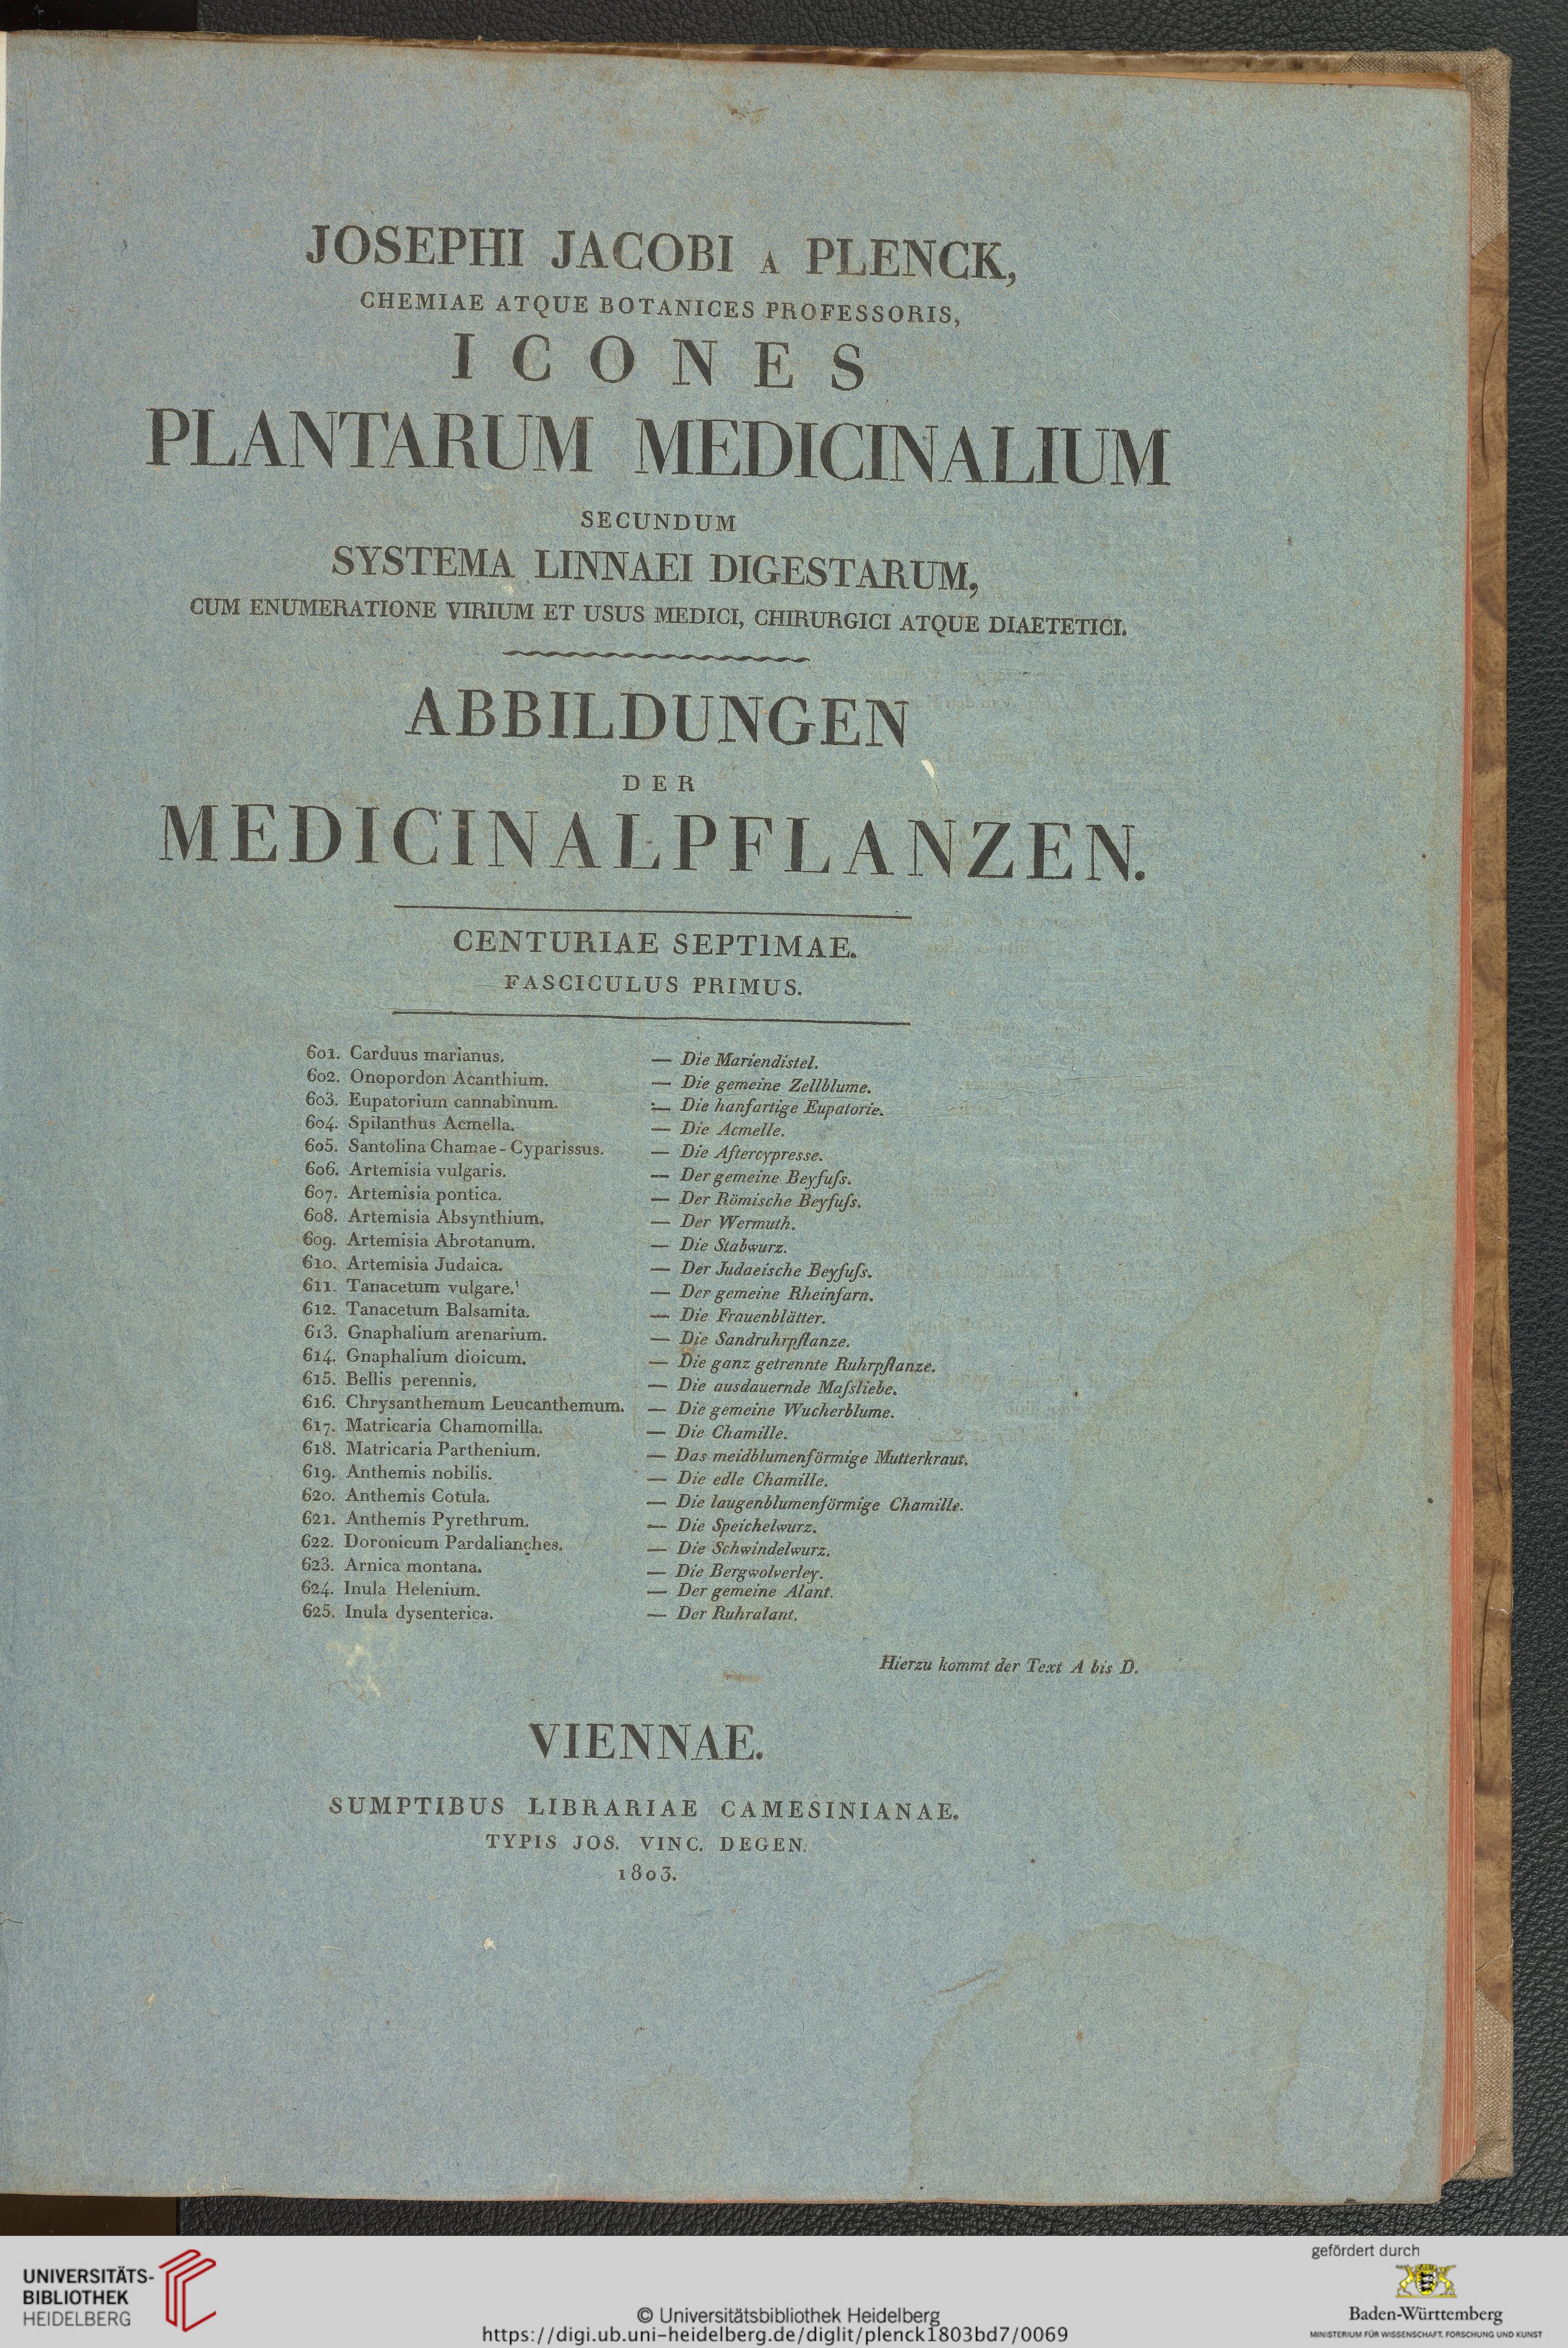 JOSEPHI JACOBI A PLENCK,
CHEMIAE ATQUE BOTANICES PROFESSORIS,
ICONES
PLANTARUM MEDICINALIUM
SECUNDUM
SYSTEMA LINNAEI DIGESTARUM,
CUM ENUMERATIONE VIRIUM ET USUS MEDICI, CHIRURGICI ATQUE DIAETETICI.
ABBILDUNGEN
DER
MEDICINALPFLANZEN.
CENTURIAE SEPTIMAE.
FASCICULUS PRIMUS.
601. Carduus marianus. — Die Mariendistel.
602. Onopordon Acanthium. — Die gemeine Zellblume.
603. Eupatorium cannabinum. — Die hanfartige Eupatorie.
604. Spilanthus Acmella. — Die Acmelle.
605. Santolina Chamae-Cyparissus. — Die Aftercypresse.
606. Artemisia vulgaris. — Der gemeine Beyfuſs.
607. Artemisia pontica. — Der Römische Beyfuſs.
608. Artemisia Absynthium. — Der Wermuth.
609. Artemisia Abrotanum. — Die Stabwurz.
610. Artemisia Judaica. — Der Judaeische Beyfuſs.
611. Tanacetum vulgare. — Der gemeine Rheinfarn.
612. Tanacetum Balsamita. — Die Frauenblätter.
613. Gnaphalium arenarium. — Die Sandruhrpflanze.
614. Gnaphalium dioicum. — Die ganz getrennte Ruhrpflanze.
615. Bellis perennis. — Die ausdauernde Maſsliebe.
616. Chrysanthemum Leucanthemum. — Die gemeine Wucherblume.
617. Matricaria Chamomilla. — Die Chamille.
618. Matricaria Parthenium. — Das meidblumenförmige Mutterkraut.
619. Anthemis nobilis. — Die edle Chamille.
620. Anthemis Cotula. — Die laugenblumenförmige Chamille.
621. Anthemis Pyrethrum. — Die Speichelwurz.
622. Doronicum Pardalianches. — Die Schwindelwurz.
623. Arnica montana. — Die Bergwolverley.
624. Inula Helenium. — Der gemeine Alant.
625. Inula dysenterica. — Der Ruhralant.
Hierzu kommt der Text A bis D.
VIENNAE.
SUMPTIBUS LIBRARIAE CAMESINIANAE.
TYPIS JOS. VINC. DEGEN.
1803.
UNIVERSITÄTS-
BIBLIOTHEK
HEIDELBERG
© Universitätsbibliothek Heidelberg
https://digi.ub.uni-heidelberg.de/diglit/plenck1803bd7/0069
gefördert durch
Baden-Württemberg
MINISTERIUM FÜR WISSENSCHAFT, FORSCHUNG UND KUNST